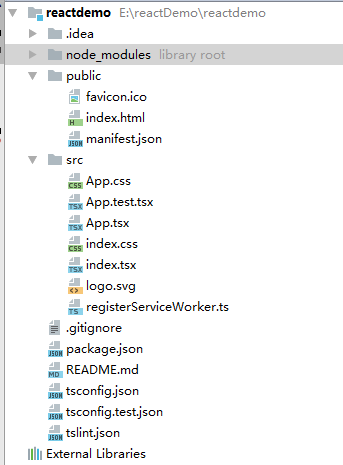 reactdemo E:\reactDemo\reactdemo
.idea
node_modules library root
public
favicon.ico
index.html
manifest.json
src
App.css
App.test.tsx
App.tsx
index.css
index.tsx
logo.svg
registerServiceWorker.ts
.gitignore
package.json
README.md
tsconfig.json
tsconfig.test.json
tslint.json
External Libraries